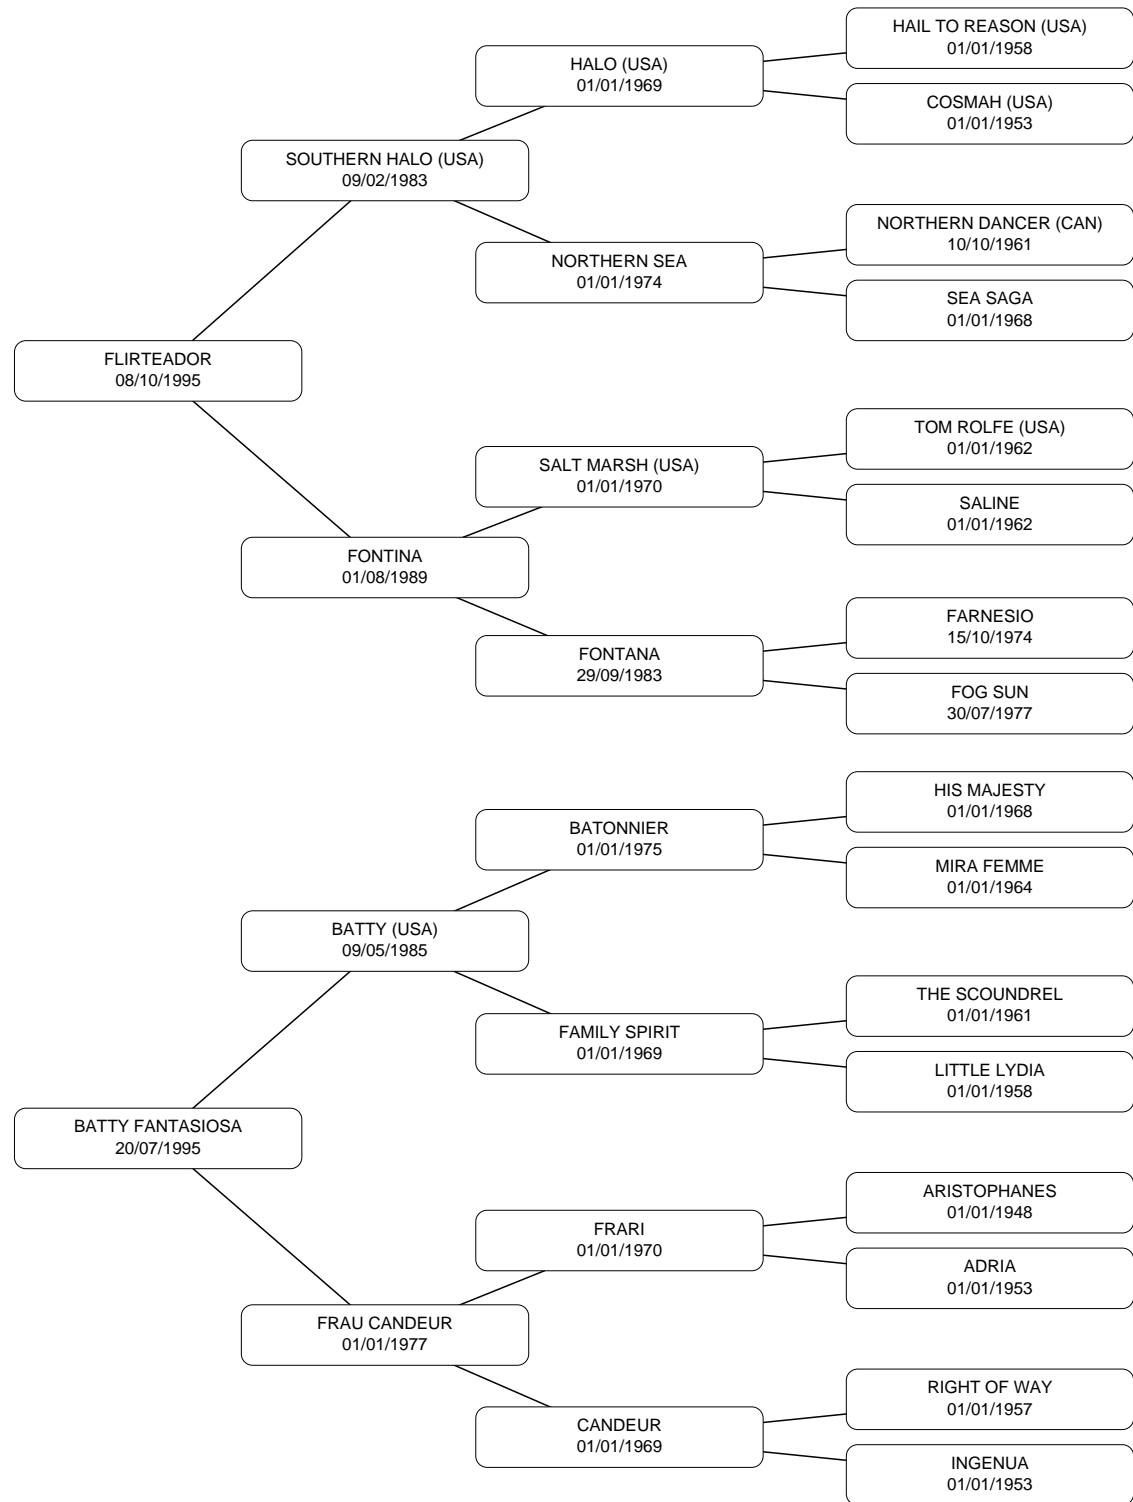 HAIL TO REASON (USA)
01/01/1958
HALO (USA)
01/01/1969
COSMAH (USA)
01/01/1953
SOUTHERN HALO (USA)
09/02/1983
NORTHERN DANCER (CAN)
10/10/1961
NORTHERN SEA
01/01/1974
SEA SAGA
01/01/1968
FLIRTEADOR
08/10/1995
TOM ROLFE (USA)
01/01/1962
SALT MARSH (USA)
01/01/1970
SALINE
01/01/1962
FONTINA
01/08/1989
FARNESIO
15/10/1974
FONTANA
29/09/1983
FOG SUN
30/07/1977
HIS MAJESTY
01/01/1968
BATONNIER
01/01/1975
MIRA FEMME
01/01/1964
BATTY (USA)
09/05/1985
THE SCOUNDREL
01/01/1961
FAMILY SPIRIT
01/01/1969
LITTLE LYDIA
01/01/1958
BATTY FANTASIOSA
20/07/1995
ARISTOPHANES
01/01/1948
FRARI
01/01/1970
ADRIA
01/01/1953
FRAU CANDEUR
01/01/1977
RIGHT OF WAY
01/01/1957
CANDEUR
01/01/1969
INGENUA
01/01/1953